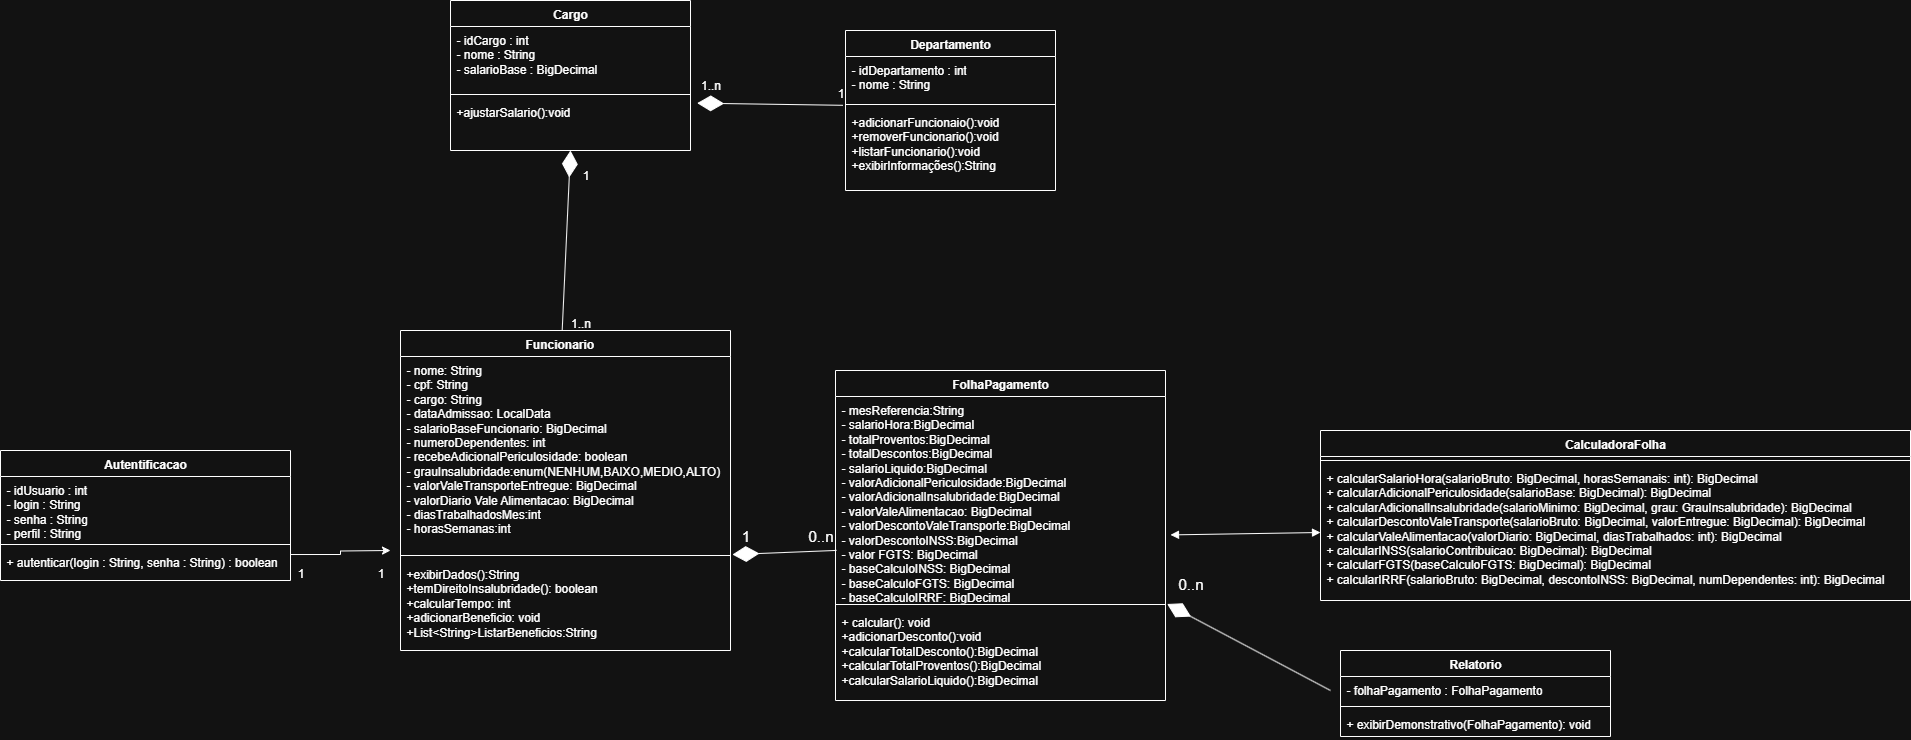 Cargo
- idCargo : int
- nome : String
- salarioBase : BigDecimal
+ajustarSalario():void
1..n
1
Departamento
- idDepartamento : int
- nome : String
+adicionarFuncionaio():void
+removerFuncionario():void
+listarFuncionario():void
+exibirInformações():String
1
1..n
Funcionario
- nome: String
- cpf: String
- cargo: String
- dataAdmissao: LocalData
- salarioBaseFuncionario: BigDecimal
- numeroDependentes: int
- recebeAdicionalPericulosidade: boolean
- grauInsalubridade:enum(NENHUM,BAIXO,MEDIO,ALTO)
- valorValeTransporteEntregue: BigDecimal
- valorDiario Vale Alimentacao: BigDecimal
- diasTrabalhadosMes:int
- horasSemanas:int
+exibirDados():String
+temDireitoInsalubridade(): boolean
+calcularTempo: int
+adicionarBeneficio: void
+List<String>ListarBeneficios:String
Autentificacao
- idUsuario : int
- login : String
- senha : String
- perfil : String
+ autenticar(login : String, senha : String) : boolean
1
1
1
0..n
FolhaPagamento
- mesReferencia:String
- salarioHora:BigDecimal
- totalProventos:BigDecimal
- totalDescontos:BigDecimal
- salarioLiquido:BigDecimal
- valorAdicionalPericulosidade:BigDecimal
- valorAdicionalInsalubridade:BigDecimal
- valorValeAlimentacao: BigDecimal
- valorDescontoValeTransporte:BigDecimal
- valorDescontoINSS:BigDecimal
- valor FGTS: BigDecimal
- baseCalculoINSS: BigDecimal
- baseCalculoFGTS: BigDecimal
- baseCalculoIRRF: BigDecimal
+ calcular(): void
+adicionarDesconto():void
+calcularTotalDesconto():BigDecimal
+calcularTotalProventos():BigDecimal
+calcularSalarioLiquido():BigDecimal
0..n
CalculadoraFolha
+ calcularSalarioHora(salarioBruto: BigDecimal, horasSemanais: int): BigDecimal
+ calcularAdicionalPericulosidade(salarioBase: BigDecimal): BigDecimal
+ calcularAdicionalInsalubridade(salarioMinimo: BigDecimal, grau: GrauInsalubridade): BigDecimal
+ calcularDescontoValeTransporte(salarioBruto: BigDecimal, valorEntregue: BigDecimal): BigDecimal
+ calcularValeAlimentacao(valorDiario: BigDecimal, diasTrabalhados: int): BigDecimal
+ calcularINSS(salarioContribuicao: BigDecimal): BigDecimal
+ calcularFGTS(baseCalculoFGTS: BigDecimal): BigDecimal
+ calcularIRRF(salarioBruto: BigDecimal, descontoINSS: BigDecimal, numDependentes: int): BigDecimal
Relatorio
- folhaPagamento : FolhaPagamento
+ exibirDemonstrativo(FolhaPagamento): void